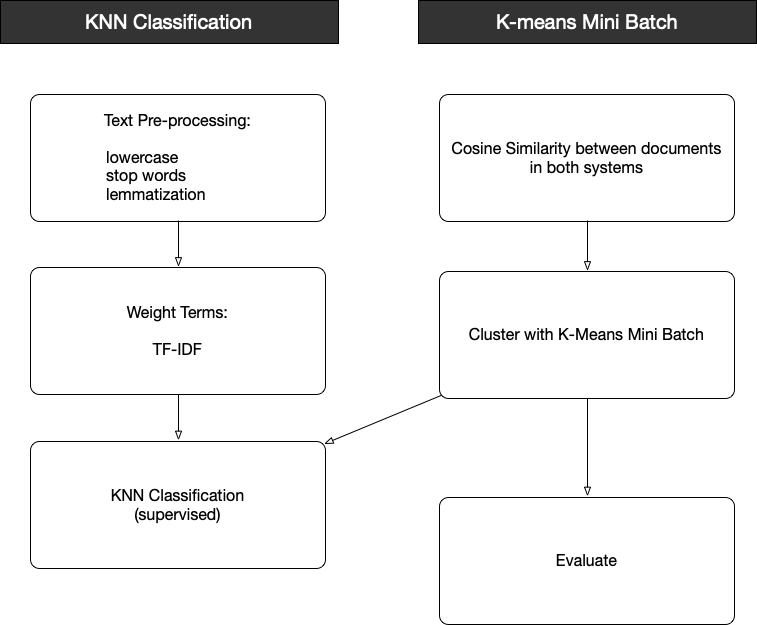 KNN Classification
K-means Mini Batch
Text Pre-processing:
lowercase
stop words
lemmatization
Cosine Similarity between documents
in both systems
Weight Terms:
TF-IDF
Cluster with K-Means Mini Batch
KNN Classification
(supervised)
Evaluate